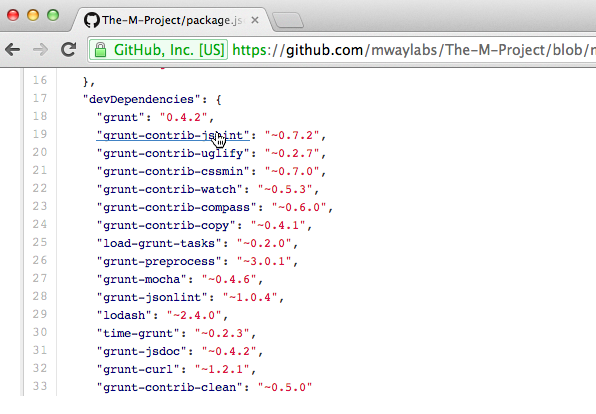 The-M-Project/package.js
GitHub, Inc. [US] https://github.com/mwaylabs/The-M-Project/blob/
16 },
17 "devDependencies": {
18 "grunt": "0.4.2",
19 "grunt-contrib-jshint": "~0.7.2",
20 "grunt-contrib-uglify": "~0.2.7",
21 "grunt-contrib-cssmin": "~0.7.0",
22 "grunt-contrib-watch": "~0.5.3",
23 "grunt-contrib-compass": "~0.6.0",
24 "grunt-contrib-copy": "~0.4.1",
25 "load-grunt-tasks": "~0.2.0",
26 "grunt-preprocess": "~3.0.1",
27 "grunt-mocha": "~0.4.6",
28 "grunt-jsonlint": "~1.0.4",
29 "lodash": "~2.4.0",
30 "time-grunt": "~0.2.3",
31 "grunt-jsdoc": "~0.4.2",
32 "grunt-curl": "~1.2.1",
33 "grunt-contrib-clean": "~0.5.0"